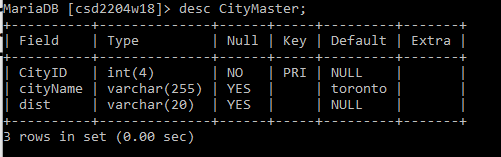 MariaDB [csd2204w18]> desc CityMaster;
+----------+--------------+------+-----+---------+-------+
| Field    | Type         | Null | Key | Default | Extra |
+----------+--------------+------+-----+---------+-------+
| CityID   | int(4)       | NO   | PRI | NULL    |       |
| cityName | varchar(255) | YES  |     | toronto |       |
| dist     | varchar(20)  | YES  |     | NULL    |       |
+----------+--------------+------+-----+---------+-------+
3 rows in set (0.00 sec)